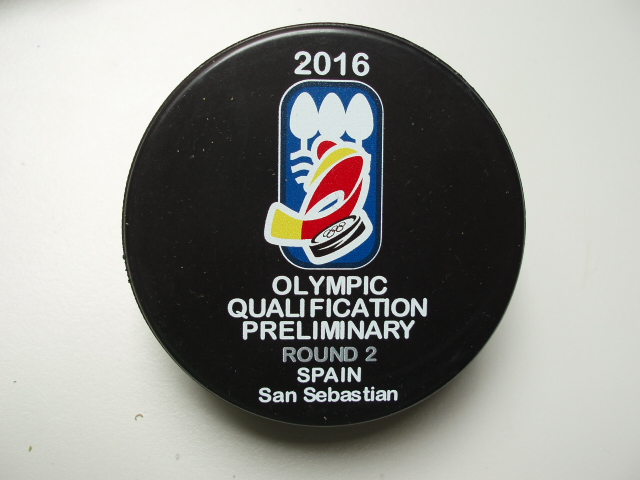 2016
OLYMPIC
QUALIFICATION
PRELIMINARY
ROUND 2
SPAIN
San Sebastian